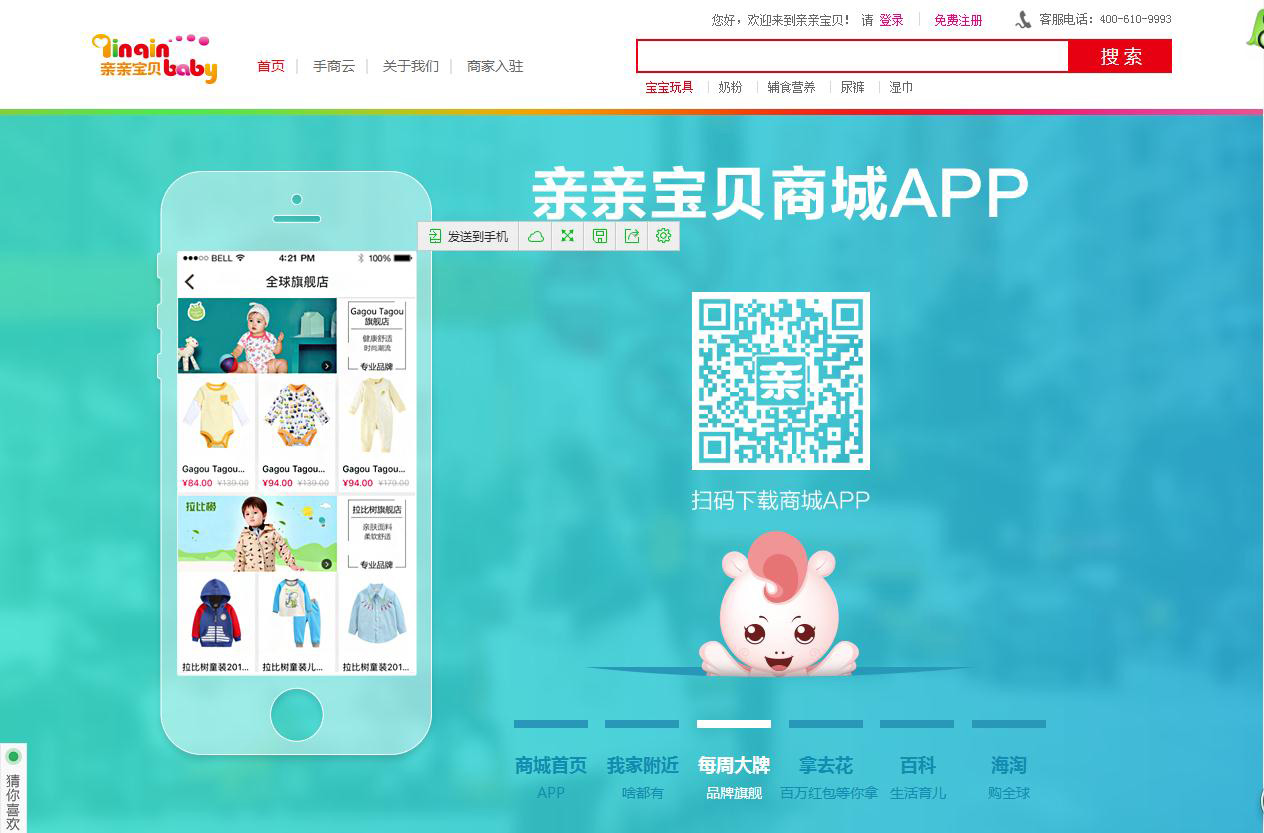 您好，欢迎来到亲亲宝贝！ 请 登录 免费注册 客服电话：400-610-9993
Qinqin
亲亲宝贝 baby
首页 手商云 关于我们 商家入驻
搜索
宝宝玩具 奶粉 辅食营养 尿裤 湿巾
亲亲宝贝商城APP
发送到手机
BELL 4:21 PM 100%
全球旗舰店
Gagou Tagou
旗舰店
健康舒适
时尚潮流
专业品牌
Gagou Tagou... Gagou Tagou... Gagou Tagou...
¥84.00 ¥139.00 ¥94.00 ¥139.00 ¥94.00 ¥179.00
拉比树
拉比树旗舰店
亲肤面料
柔软舒适
专业品牌
拉比树童装201... 拉比树童装儿... 拉比树童装201...
亲
扫码下载商城APP
商城首页 我家附近 每周大牌 拿去花 百科 海淘
APP 啥都有 品牌旗舰 百万红包等你拿 生活育儿 购全球
猜你喜欢